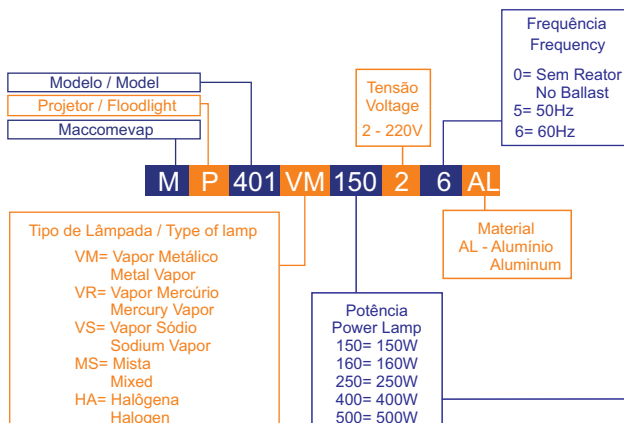 Frequência
Frequency
0= Sem Reator
No Ballast
5= 50Hz
6= 60Hz
Modelo / Model
Projetor / Floodlight
Maccomevap
Tensão
Voltage
2 - 220V
M P 401 VM 150 2 6 AL
Tipo de Lâmpada / Type of lamp
VM= Vapor Metálico
Metal Vapor
VR= Vapor Mercúrio
Mercury Vapor
VS= Vapor Sódio
Sodium Vapor
MS= Mista
Mixed
HA= Halôgena
Halogen
Potência
Power Lamp
150= 150W
160= 160W
250= 250W
400= 400W
500= 500W
Material
AL - Alumínio
Aluminum